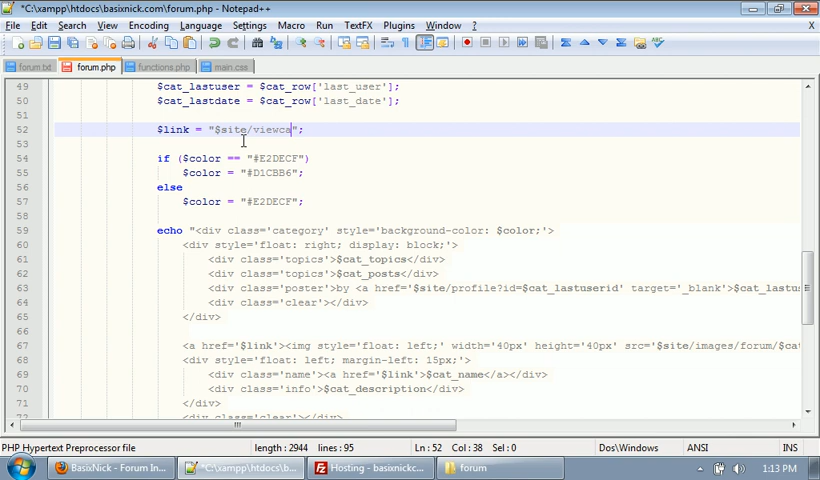 *C:\xampp\htdocs\basixnick.com\forum.php - Notepad++
File Edit Search View Encoding Language Settings Macro Run TextFX Plugins Window ? X
forum.txt forum.php functions.php main.css
49 $cat_lastuser = $cat_row['last_user'];
50 $cat_lastdate = $cat_row['last_date'];
51
52 $link = "$site/viewca";
53
54 if ($color == "#E2DECF")
55 $color = "#D1CBB6";
56 else
57 $color = "#E2DECF";
58
59 echo "<div class='category' style='background-color: $color;'>
60 <div style='float: right; display: block;'>
61 <div class='topics'>$cat_topics</div>
62 <div class='topics'>$cat_posts</div>
63 <div class='poster'>by <a href='$site/profile?id=$cat_lastuserid' target='_blank'>$cat_lastus
64 <div class='clear'></div>
65 </div>
66
67 <a href='$link'><img style='float: left;' width='40px' height='40px' src='$site/images/forum/$cat
68 <div style='float: left; margin-left: 15px;'>
69 <div class='name'><a href='$link'>$cat_name</a></div>
70 <div class='info'>$cat_description</div>
71 </div>
72 <div class='clear'></div>
PHP Hypertext Preprocessor file length : 2944 lines : 95 Ln : 52 Col : 38 Sel : 0 Dos\Windows ANSI INS
BasixNick - Forum In... *C:\xampp\htdocs\b... Hosting - basixnickc... forum 1:13 PM